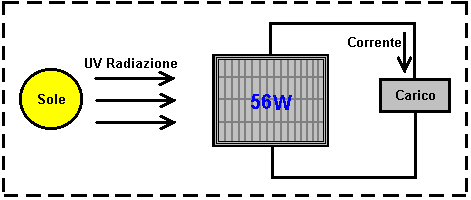 UV Radiazione
Sole
56W
Corrente
Carico